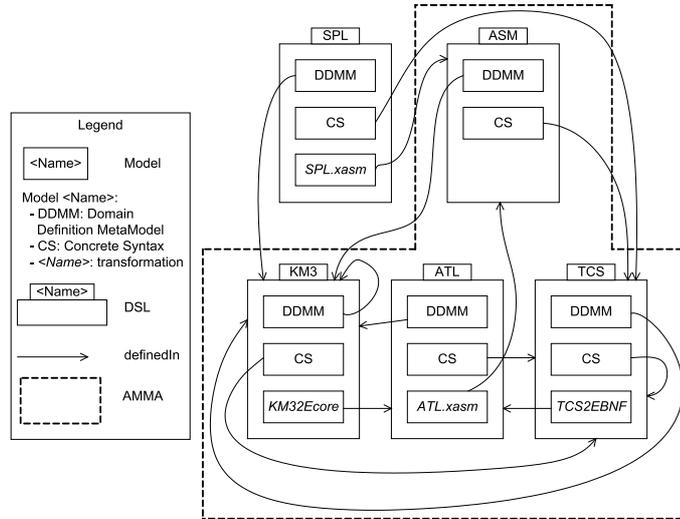 SPL
ASM
DDMM
DDMM
CS
CS
SPL.xasm
Legend
<Name>
Model
Model <Name>:
- DDMM: Domain
Definition MetaModel
- CS: Concrete Syntax
- <Name>: transformation
<Name>
DSL
definedIn
AMMA
KM3
ATL
TCS
DDMM
DDMM
DDMM
CS
CS
CS
KM32Ecore
ATL.xasm
TCS2EBNF